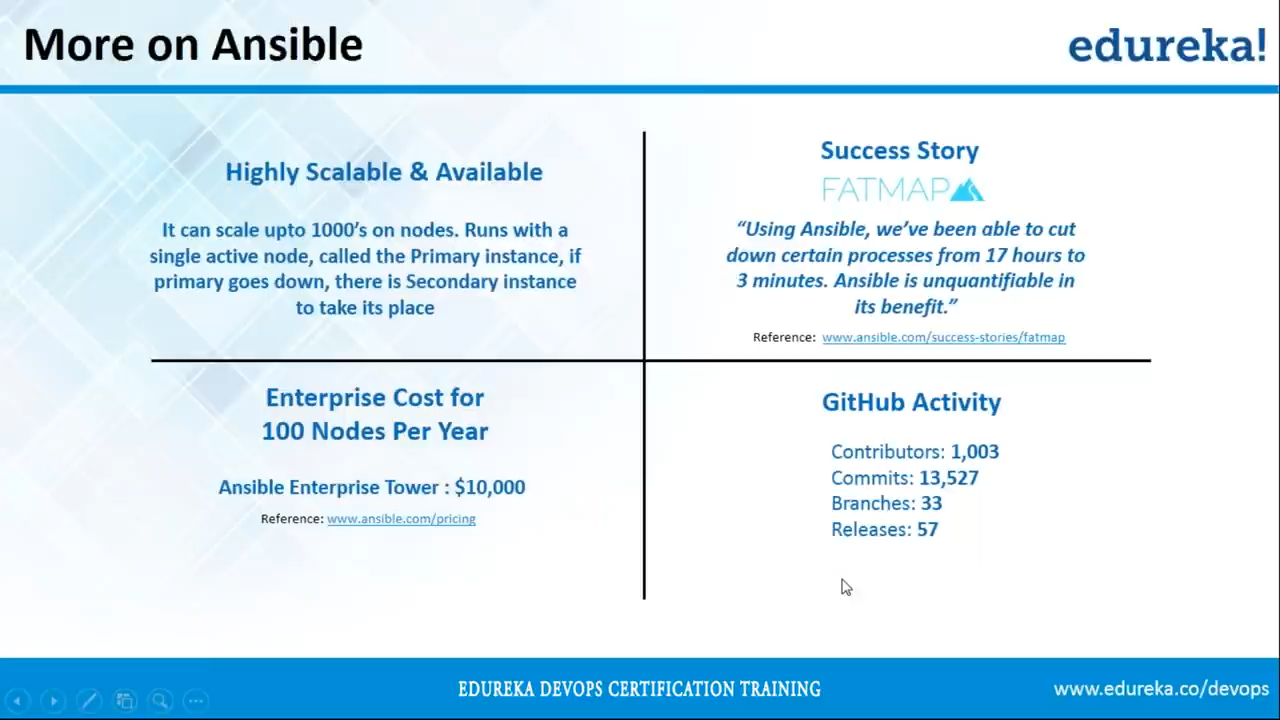 More on Ansible
edureka!
Highly Scalable & Available
It can scale upto 1000's on nodes. Runs with a
single active node, called the Primary instance, if
primary goes down, there is Secondary instance
to take its place
Success Story
FATMAP
“Using Ansible, we’ve been able to cut
down certain processes from 17 hours to
3 minutes. Ansible is unquantifiable in
its benefit.”
Reference: www.ansible.com/success-stories/fatmap
Enterprise Cost for
100 Nodes Per Year
Ansible Enterprise Tower : $10,000
Reference: www.ansible.com/pricing
GitHub Activity
Contributors: 1,003
Commits: 13,527
Branches: 33
Releases: 57
EDUREKA DEVOPS CERTIFICATION TRAINING
www.edureka.co/devops